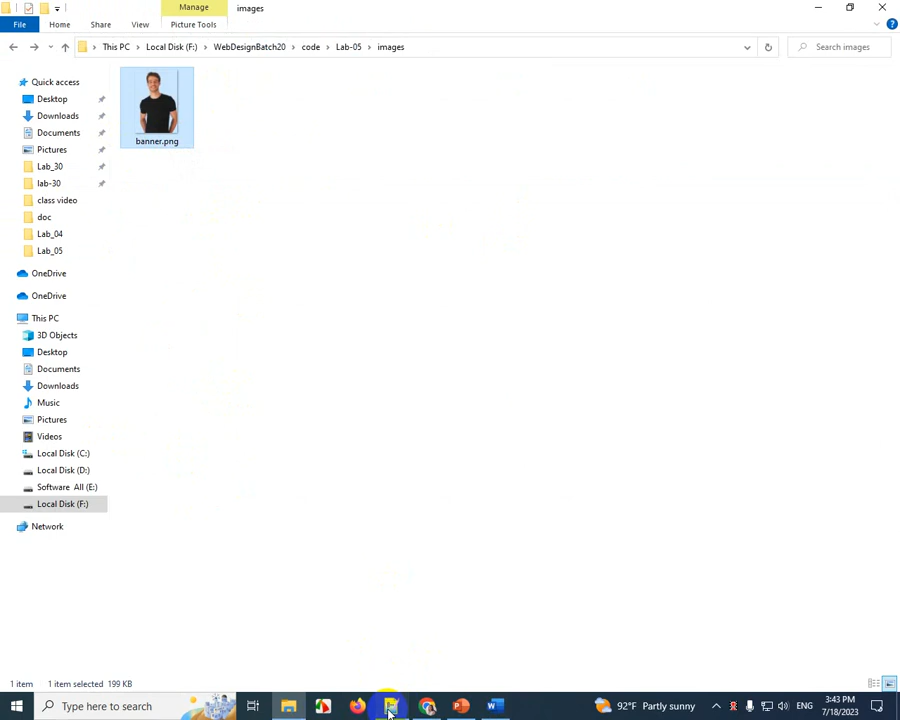 Manage
images
File
Home
Share
View
Picture Tools
This PC
Local Disk (F:)
WebDesignBatch20
code
Lab-05
images
Search images
Quick access
Desktop
Downloads
Documents
Pictures
Lab_30
lab-30
class video
doc
Lab_04
Lab_05
OneDrive
OneDrive
This PC
3D Objects
Desktop
Documents
Downloads
Music
Pictures
Videos
Local Disk (C:)
Local Disk (D:)
Software All (E:)
Local Disk (F:)
Network
banner.png
1 item
1 item selected 199 KB
Type here to search
92°F Partly sunny
ENG
3:43 PM
7/18/2023